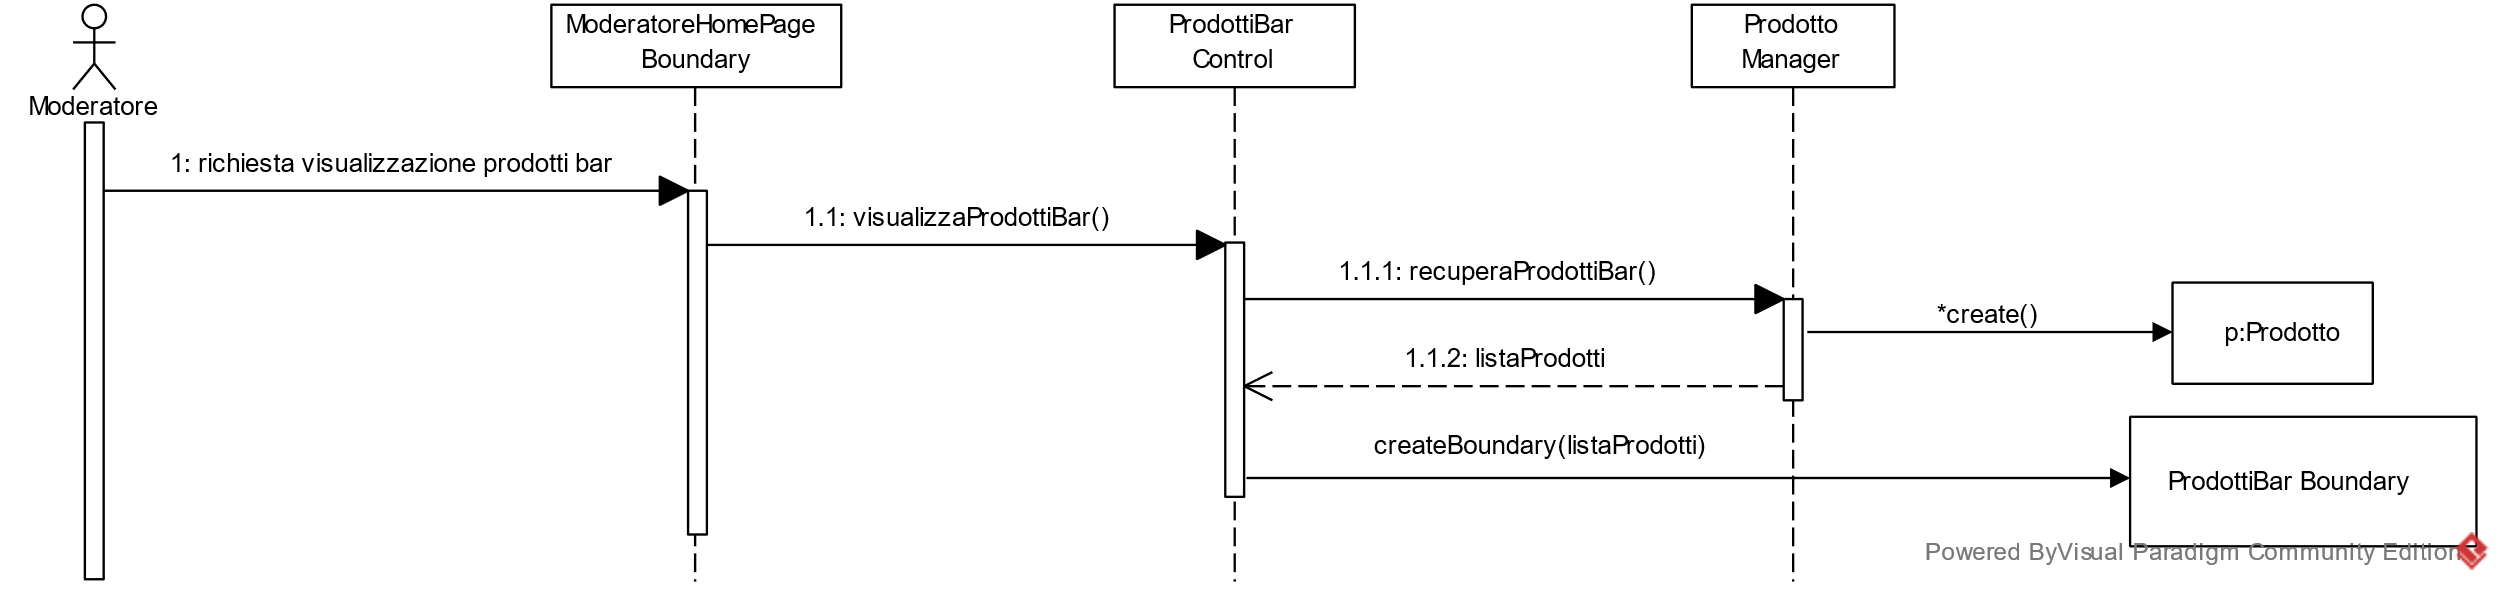 Moderatore
ModeratoreHomePage
Boundary
ProdottiBar
Control
Prodotto
Manager
1: richiesta visualizzazione prodotti bar
1.1: visualizzaProdottiBar()
1.1.1: recuperaProdottiBar()
*create()
p:Prodotto
1.1.2: listaProdotti
createBoundary(listaProdotti)
ProdottiBar Boundary
Powered ByVisual Paradigm Community Edition